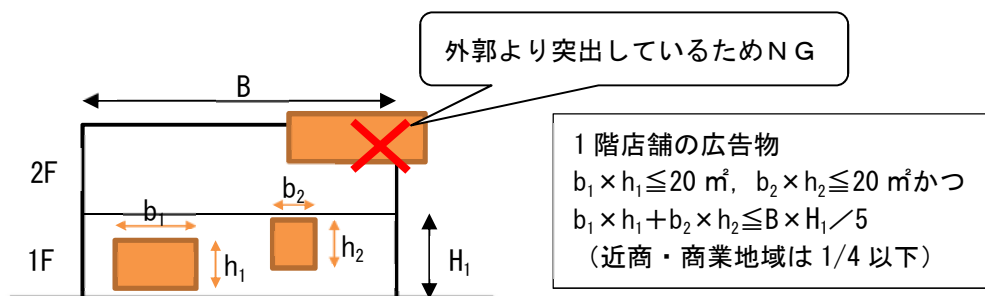 外郭より突出しているためNG
B
2F
b₁
b₂
1F
h₁
h₂
H₁
1階店舗の広告物
b₁×h₁≦20 ㎡, b₂×h₂≦20 ㎡かつ
b₁×h₁+b₂×h₂≦B×H₁/5
(近商・商業地域は 1/4 以下)